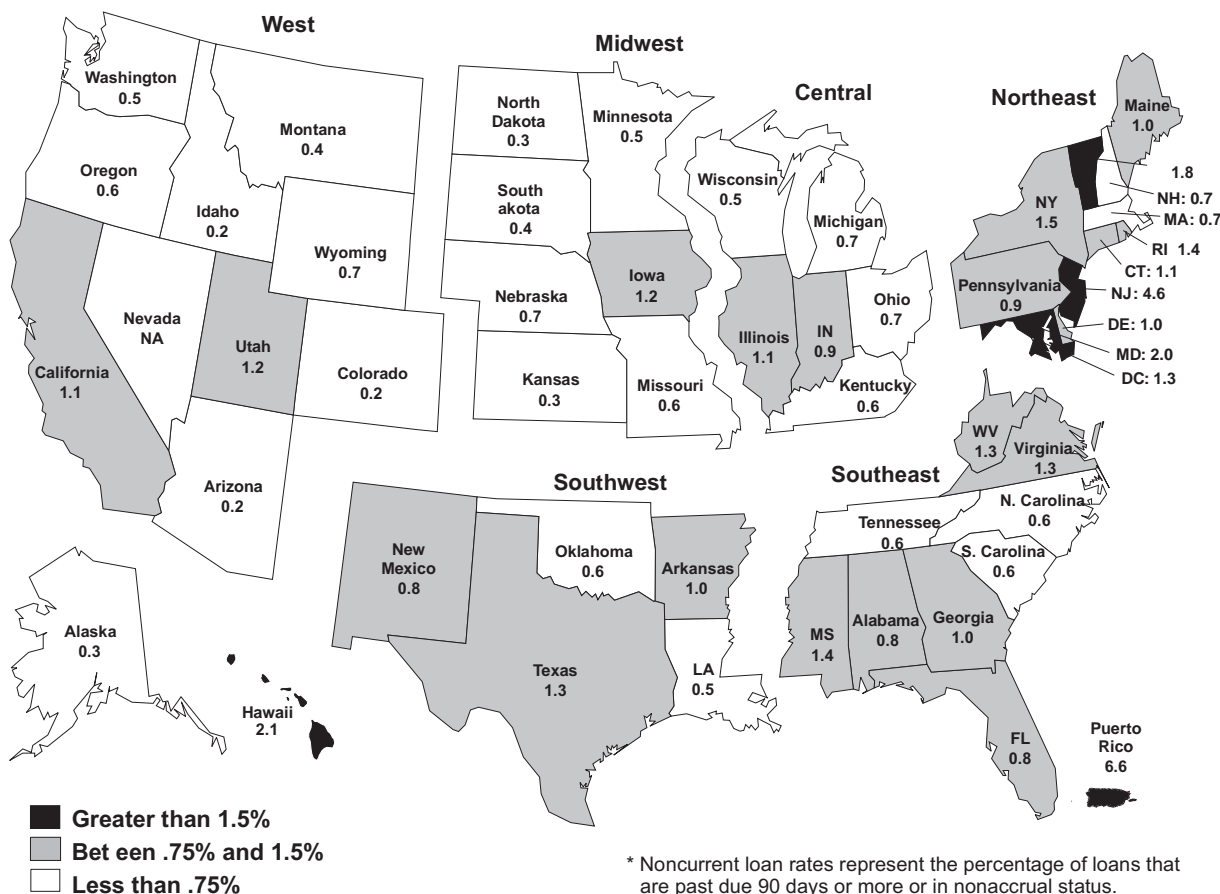 West
Midwest
Central
Northeast
Washington
0.5
Oregon
0.6
California
1.1
Nevada
NA
Idaho
0.2
Montana
0.4
Wyoming
0.7
Utah
1.2
Colorado
0.2
Arizona
0.2
Alaska
0.3
Hawaii
2.1
North
Dakota
0.3
South
akota
0.4
Nebraska
0.7
Kansas
0.3
Minnesota
0.5
Iowa
1.2
Missouri
0.6
Wisconsin
0.5
Michigan
0.7
Illinois
1.1
IN
0.9
Ohio
0.7
Kentucky
0.6
Maine
1.0
1.8
NH: 0.7
MA: 0.7
NY
1.5
RI 1.4
CT: 1.1
Pennsylvania
0.9
NJ: 4.6
DE: 1.0
MD: 2.0
DC: 1.3
Southwest
New
Mexico
0.8
Texas
1.3
Oklahoma
0.6
Arkansas
1.0
LA
0.5
Southeast
WV
1.3
Virginia
1.3
Tennessee
0.6
N. Carolina
0.6
S. Carolina
0.6
MS
1.4
Alabama
0.8
Georgia
1.0
FL
0.8
Puerto
Rico
6.6
Greater than 1.5%
Bet een .75% and 1.5%
Less than .75%
* Noncurrent loan rates represent the percentage of loans that
are past due 90 days or more or in nonaccrual status.